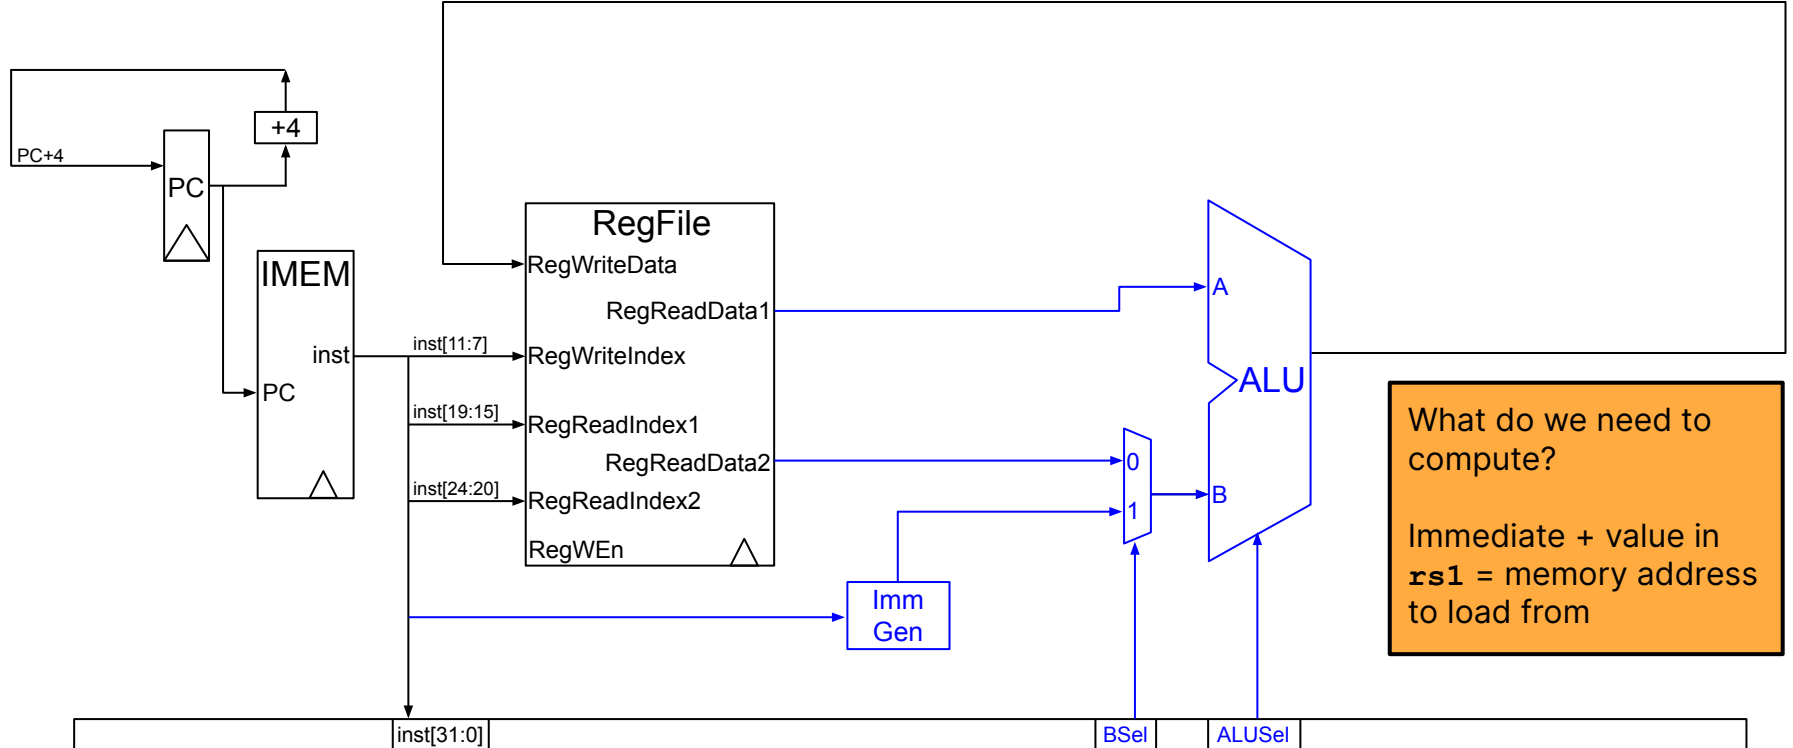 +4
PC+4
PC
RegFile
IMEM
RegWriteData
A
RegReadData1
inst
inst[11:7]
RegWriteIndex
ALU
PC
What do we need to
compute?
inst[19:15]
RegReadIndex1
RegReadData2
0
inst[24:20]
RegReadIndex2
1
B
RegWEn
Immediate + value in
rs1 = memory address
to load from
Imm
Gen
inst[31:0]
BSel
ALUSel